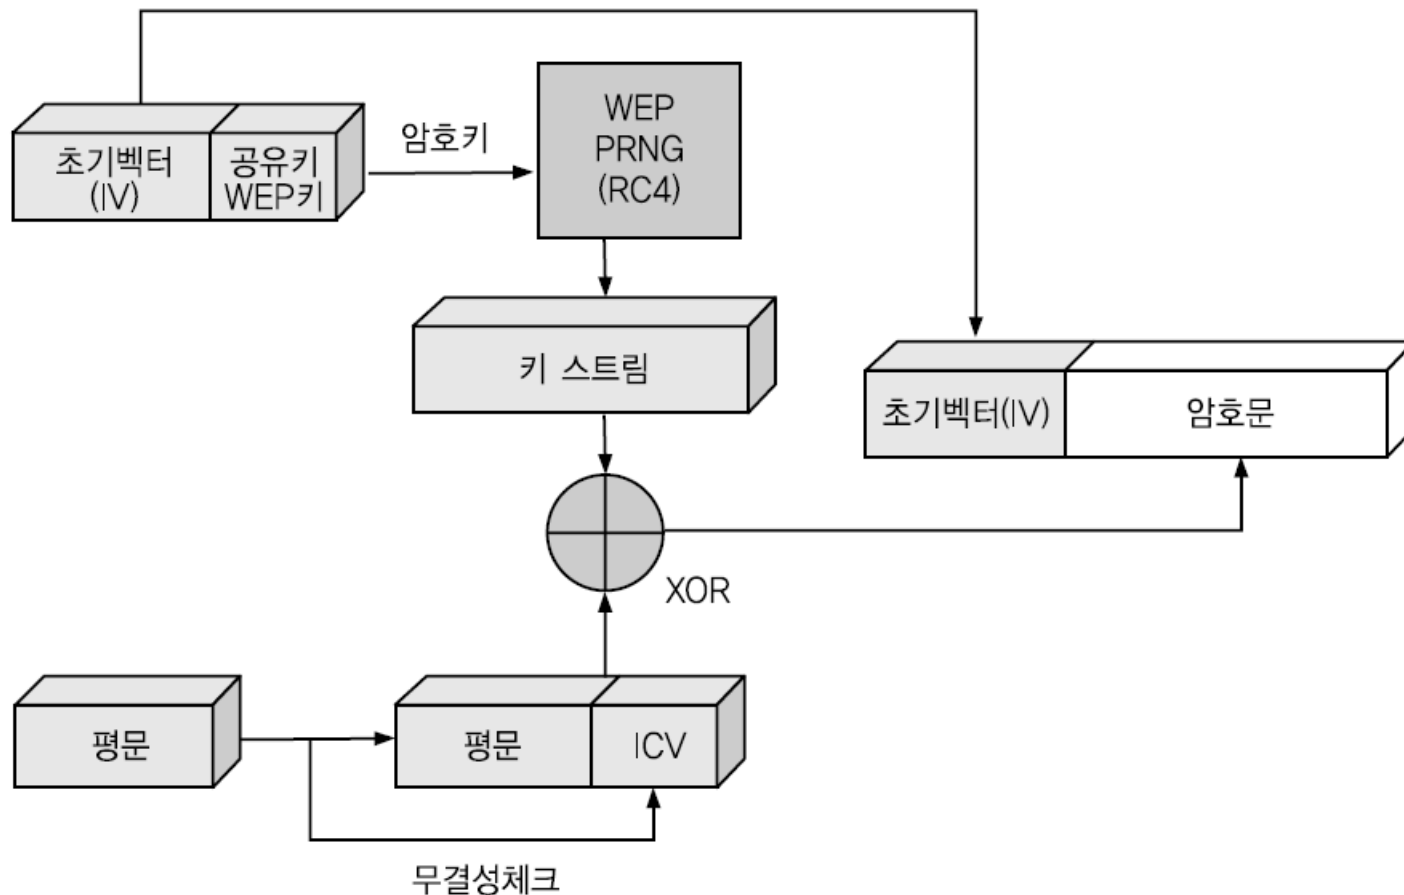 초기벡터
(IV)
공유키
WEP키
암호키
WEP
PRNG
(RC4)
키 스트림
초기벡터(IV)
암호문
XOR
평문
평문
ICV
무결성체크